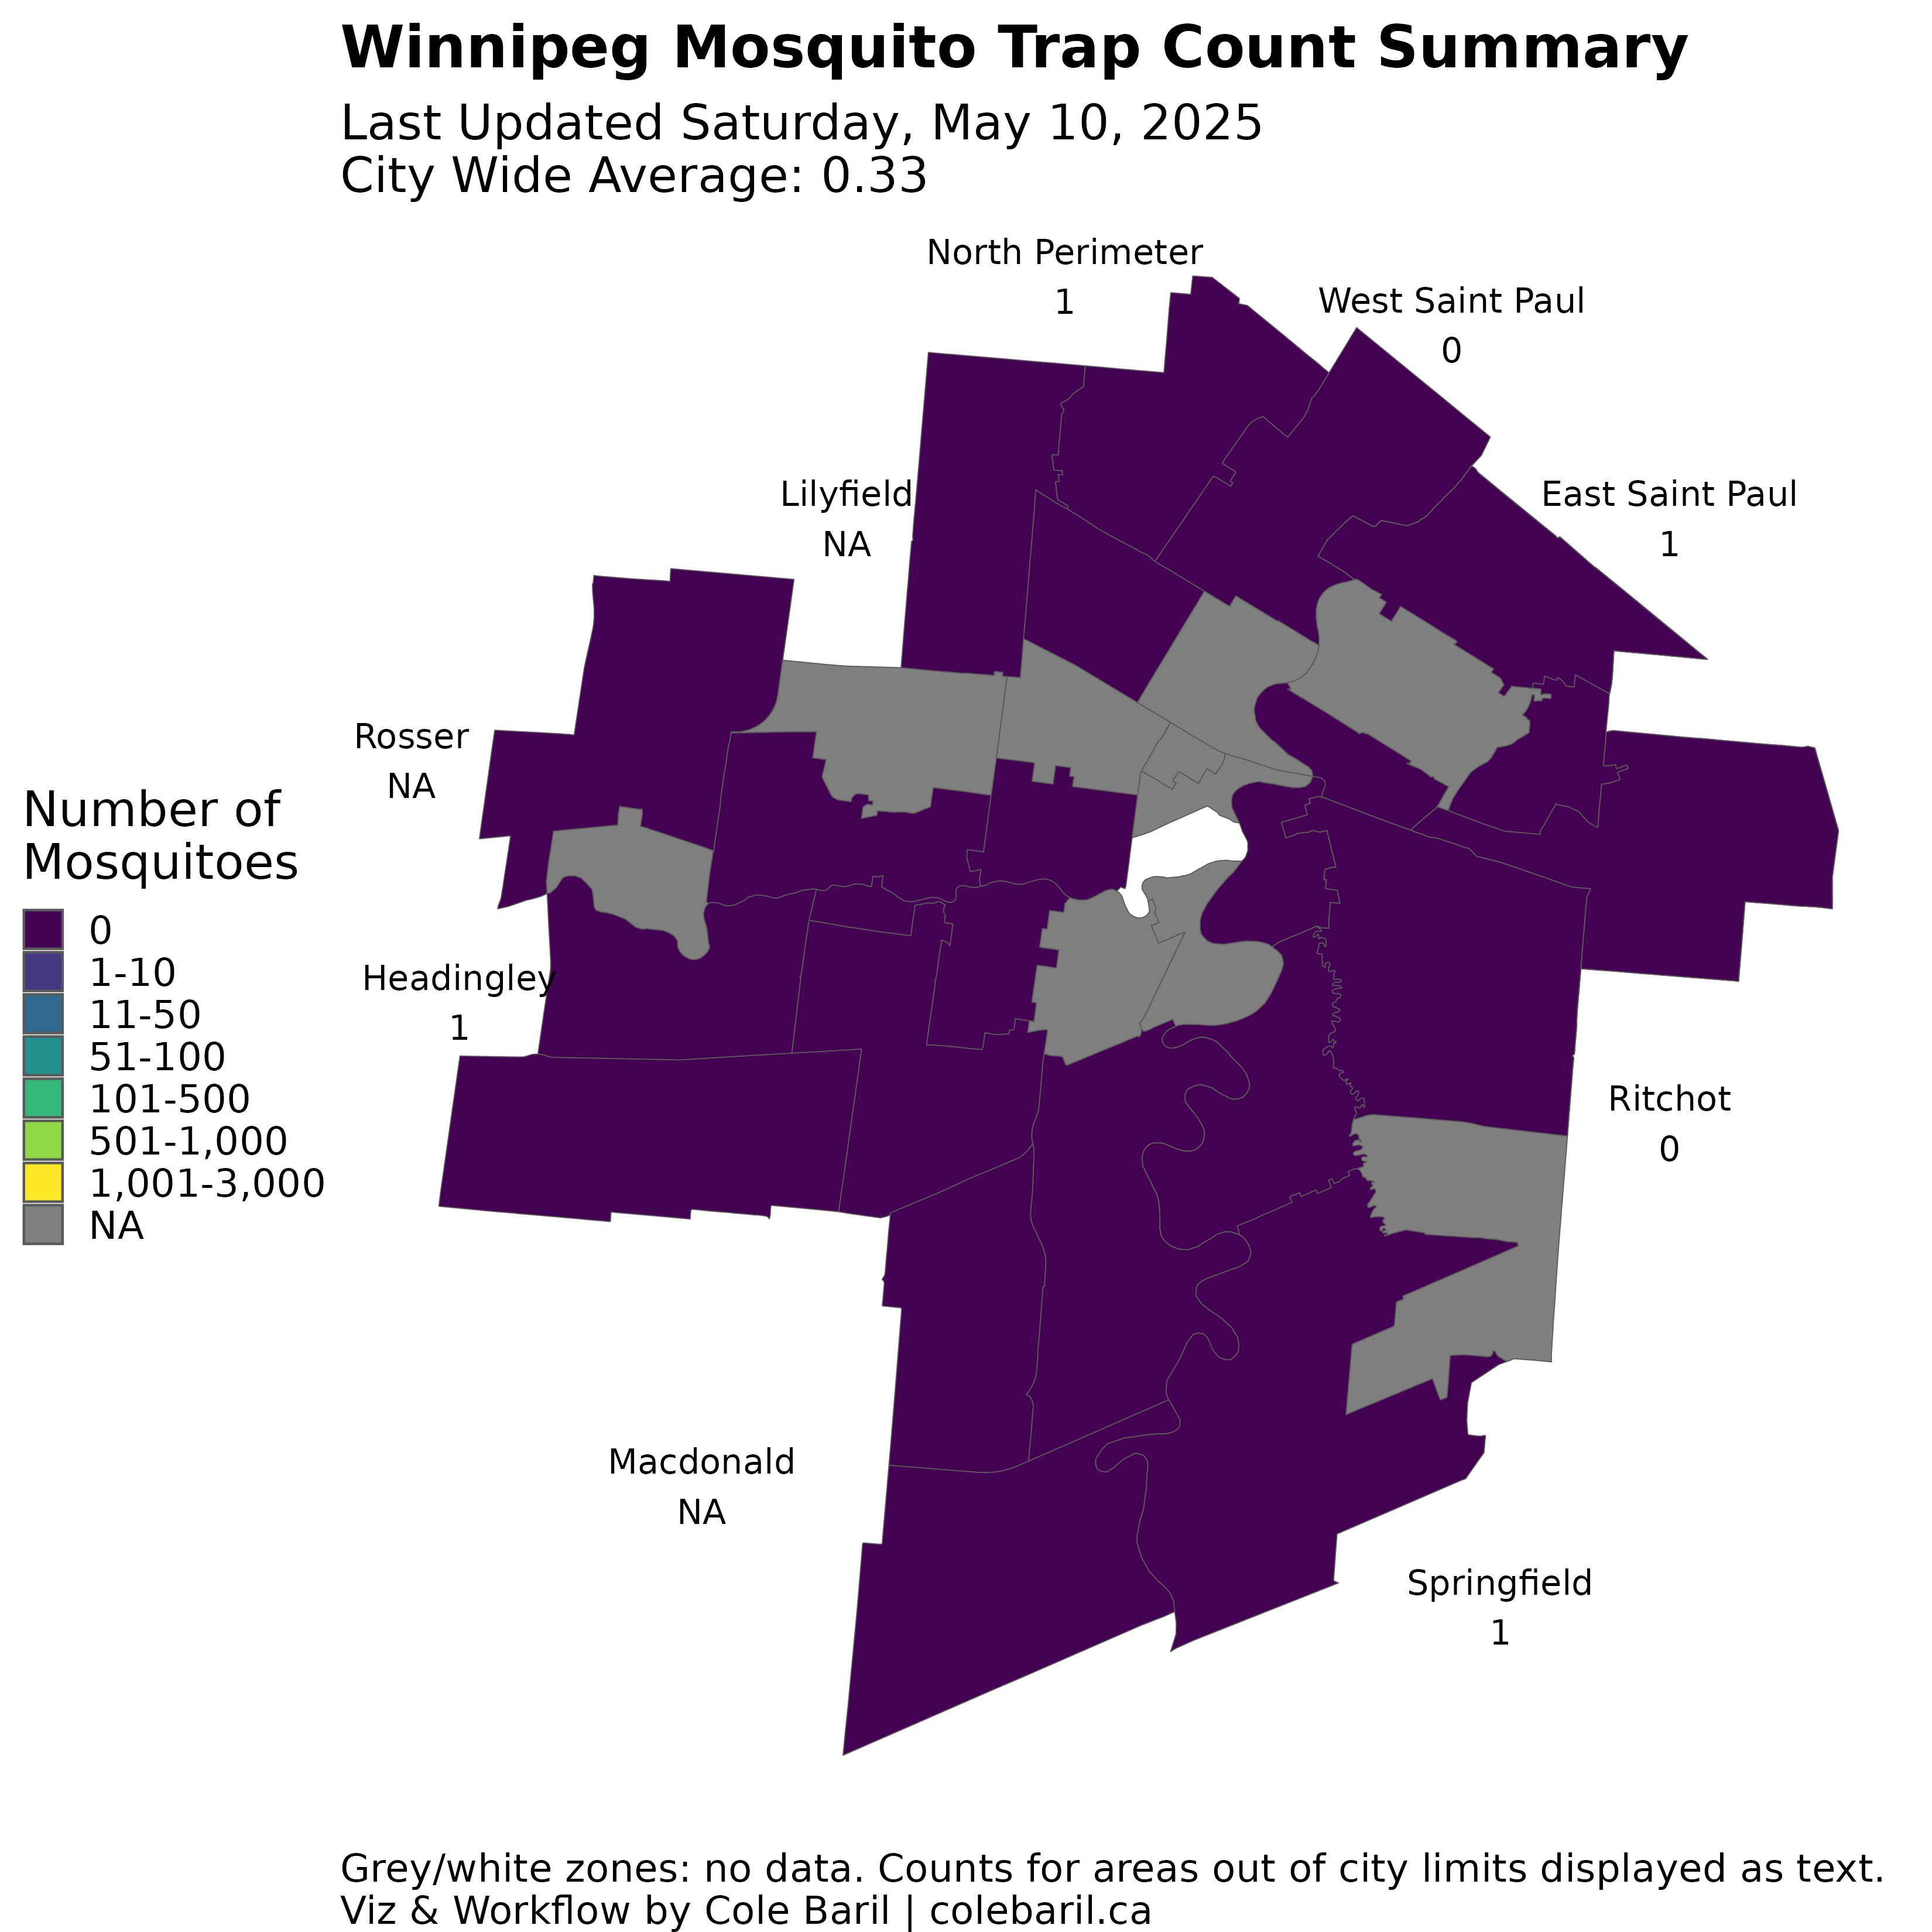 Winnipeg Mosquito Trap Count Summary
Last Updated Saturday, May 10, 2025
City Wide Average: 0.33
North Perimeter
1
West Saint Paul
0
Lilyfield
NA
East Saint Paul
1
Rosser
NA
Number of
Mosquitoes
0
1-10
11-50
51-100
101-500
501-1,000
1,001-3,000
NA
Headingley
1
Ritchot
0
Macdonald
NA
Springfield
1
Grey/white zones: no data. Counts for areas out of city limits displayed as text.
Viz & Workflow by Cole Baril | colebaril.ca